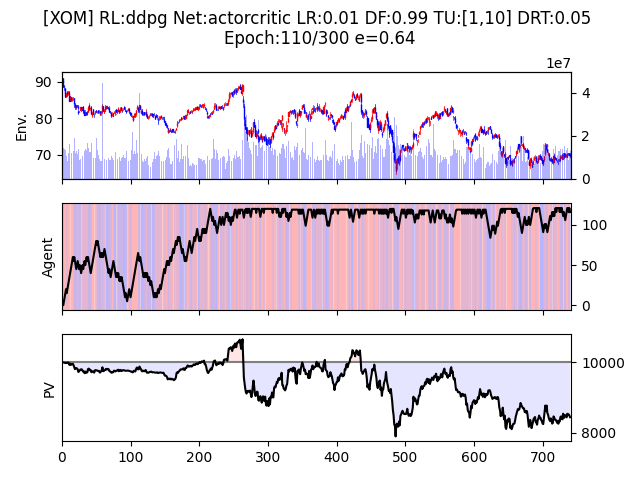 [XOM] RL:ddpg Net:actorcritic LR:0.01 DF:0.99 TU:[1,10] DRT:0.05
Epoch:110/300 e=0.64
1e7
90
80
70
Env.
4
2
0
Agent
100
50
0
PV
10000
8000
0 100 200 300 400 500 600 700